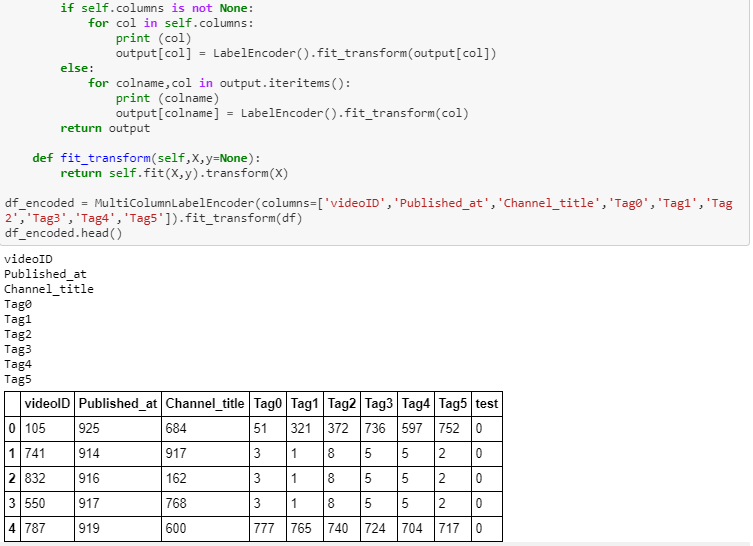 if self.columns is not None:
            for col in self.columns:
                print (col)
                output[col] = LabelEncoder().fit_transform(output[col])
        else:
            for colname,col in output.iteritems():
                print (colname)
                output[colname] = LabelEncoder().fit_transform(col)
        return output

    def fit_transform(self,X,y=None):
        return self.fit(X,y).transform(X)

df_encoded = MultiColumnLabelEncoder(columns=['videoID','Published_at','Channel_title','Tag0','Tag1','Tag
2','Tag3','Tag4','Tag5']).fit_transform(df)
df_encoded.head()
videoID
Published_at
Channel_title
Tag0
Tag1
Tag2
Tag3
Tag4
Tag5
videoID Published_at Channel_title Tag0 Tag1 Tag2 Tag3 Tag4 Tag5 test
0 105 925 684 51 321 372 736 597 752 0
1 741 914 917 3 1 8 5 5 2 0
2 832 916 162 3 1 8 5 5 2 0
3 550 917 768 3 1 8 5 5 2 0
4 787 919 600 777 765 740 724 704 717 0